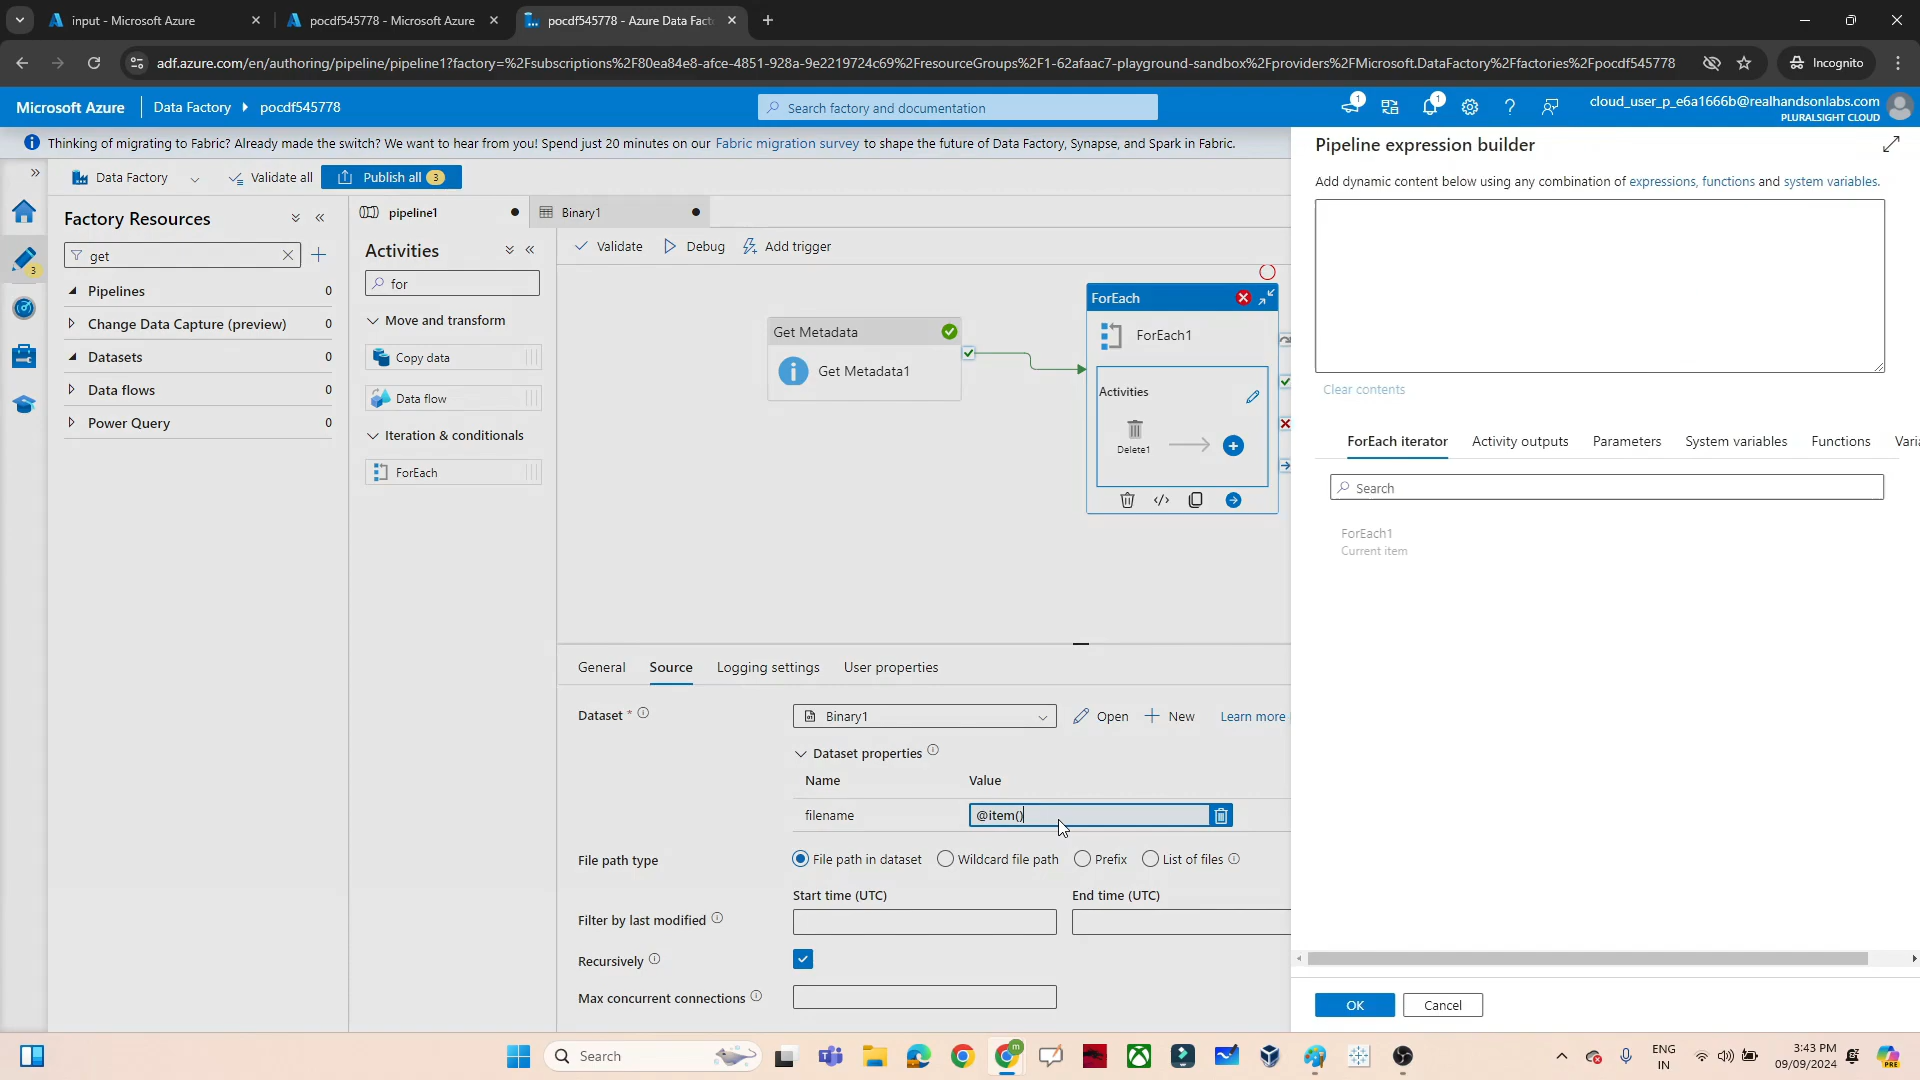 input - Microsoft Azure
pocdf545778 - Microsoft Azure
pocdf545778 - Azure Data Fact
adf.azure.com/en/authoring/pipeline/pipeline1?factory=%2Fsubscriptions%2F80ea84e8-afce-4851-928a-9e2219724c69%2FresourceGroups%2F1-62afaac7-playground-sandbox%2Fproviders%2FMicrosoft.DataFactory%2Ffactories%2Fpocdf545778
Incognito
Microsoft Azure
Data Factory
pocdf545778
Search factory and documentation
1
1
cloud_user_p_e6a1666b@realhandsonlabs.com
PLURALSIGHT CLOUD
Thinking of migrating to Fabric? Already made the switch? We want to hear from you! Spend just 20 minutes on our Fabric migration survey to shape the future of Data Factory, Synapse, and Spark in Fabric.
Data Factory
Validate all
Publish all 3
3
Factory Resources
get
Pipelines 0
Change Data Capture (preview) 0
Datasets 0
Data flows 0
Power Query 0
pipeline1
Binary1
Activities
for
Move and transform
Copy data
Data flow
Iteration & conditionals
ForEach
Validate
Debug
Add trigger
Get Metadata
Get Metadata1
ForEach
ForEach1
Activities
Delete1
General
Source
Logging settings
User properties
Dataset *
Binary1
Open
New
Learn more
Dataset properties
Name
Value
filename
@item()
File path type
File path in dataset
Wildcard file path
Prefix
List of files
Start time (UTC)
End time (UTC)
Filter by last modified
Recursively
Max concurrent connections
Pipeline expression builder
Add dynamic content below using any combination of expressions, functions and system variables.
Clear contents
ForEach iterator
Activity outputs
Parameters
System variables
Functions
Vari
Search
ForEach1
Current item
OK
Cancel
Search
m
ENG
IN
3:43 PM
09/09/2024
PRE